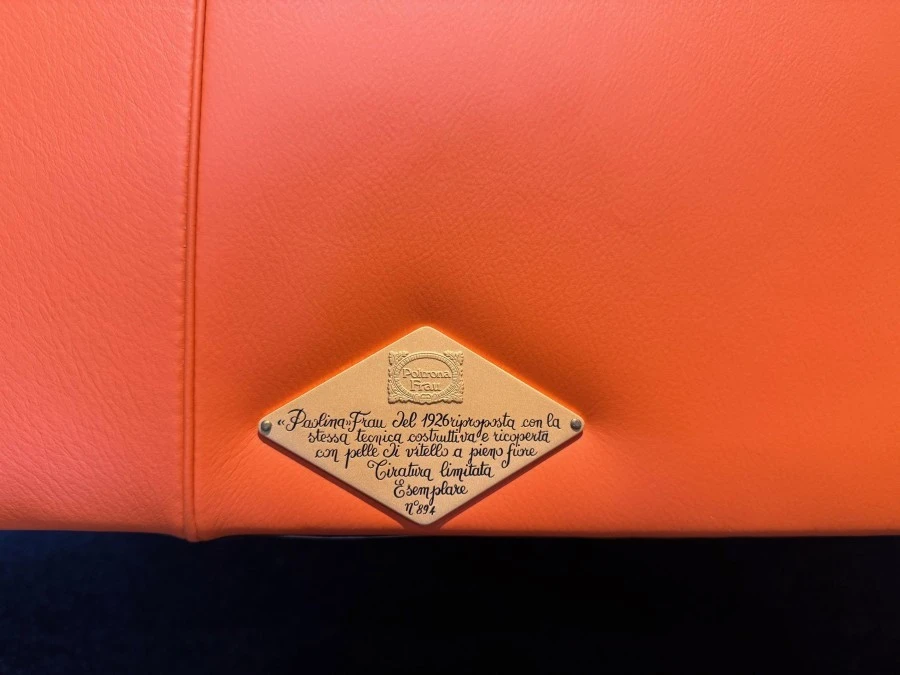 Poltrona
Frau
«Paolina» Frau del 1926 riproposta con la
stessa tecnica costruttiva e ricoperta
con pelle di vitello a pieno fiore
Tiratura limitata
Esemplare
N° 894